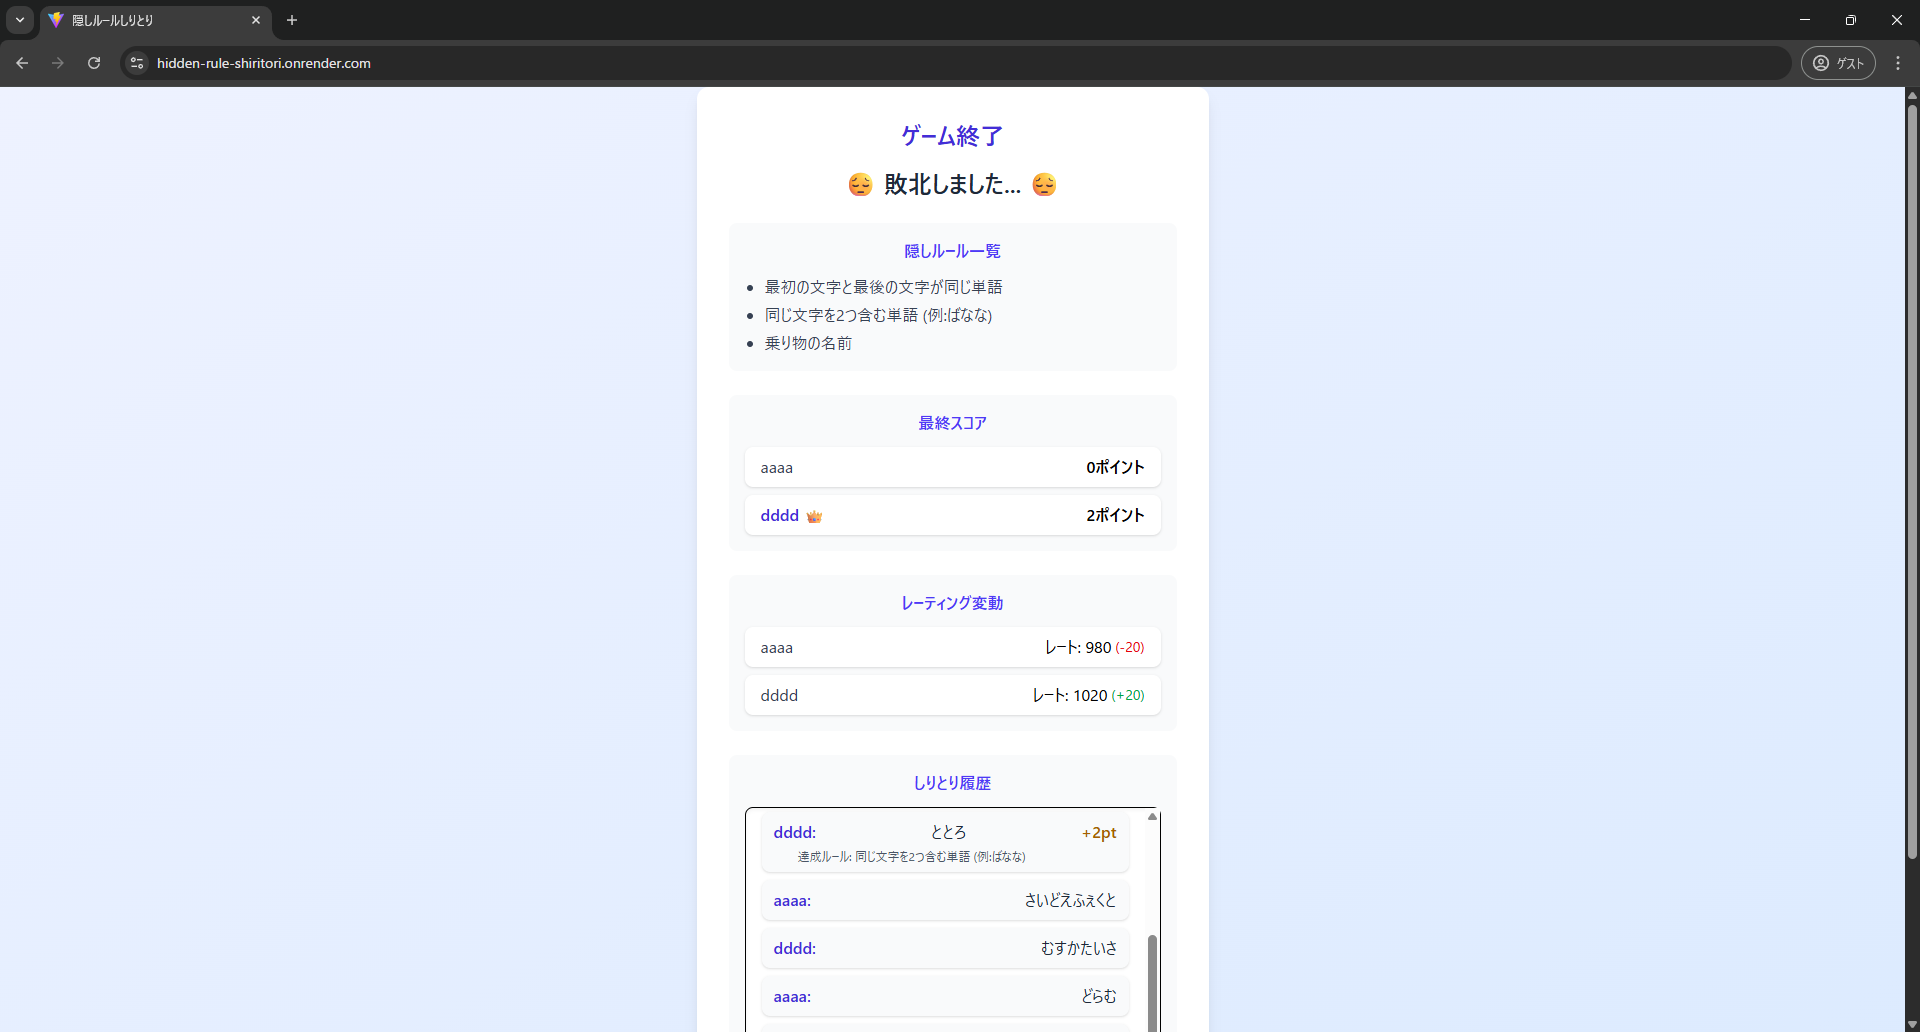 隠しルールしりとり
hidden-rule-shiritori.onrender.com
ゲスト
ゲーム終了
😔 敗北しました... 😔
隠しルール一覧
• 最初の文字と最後の文字が同じ単語
• 同じ文字を2つ含む単語 (例:ばなな)
• 乗り物の名前
最終スコア
aaaa 0ポイント
dddd 👑 2ポイント
レーティング変動
aaaa レート: 980 (-20)
dddd レート: 1020 (+20)
しりとり履歴
dddd: ととろ +2pt
達成ルール: 同じ文字を2つ含む単語 (例:ばなな)
aaaa: さいどえふぇくと
dddd: むすかたいさ
aaaa: どらむ